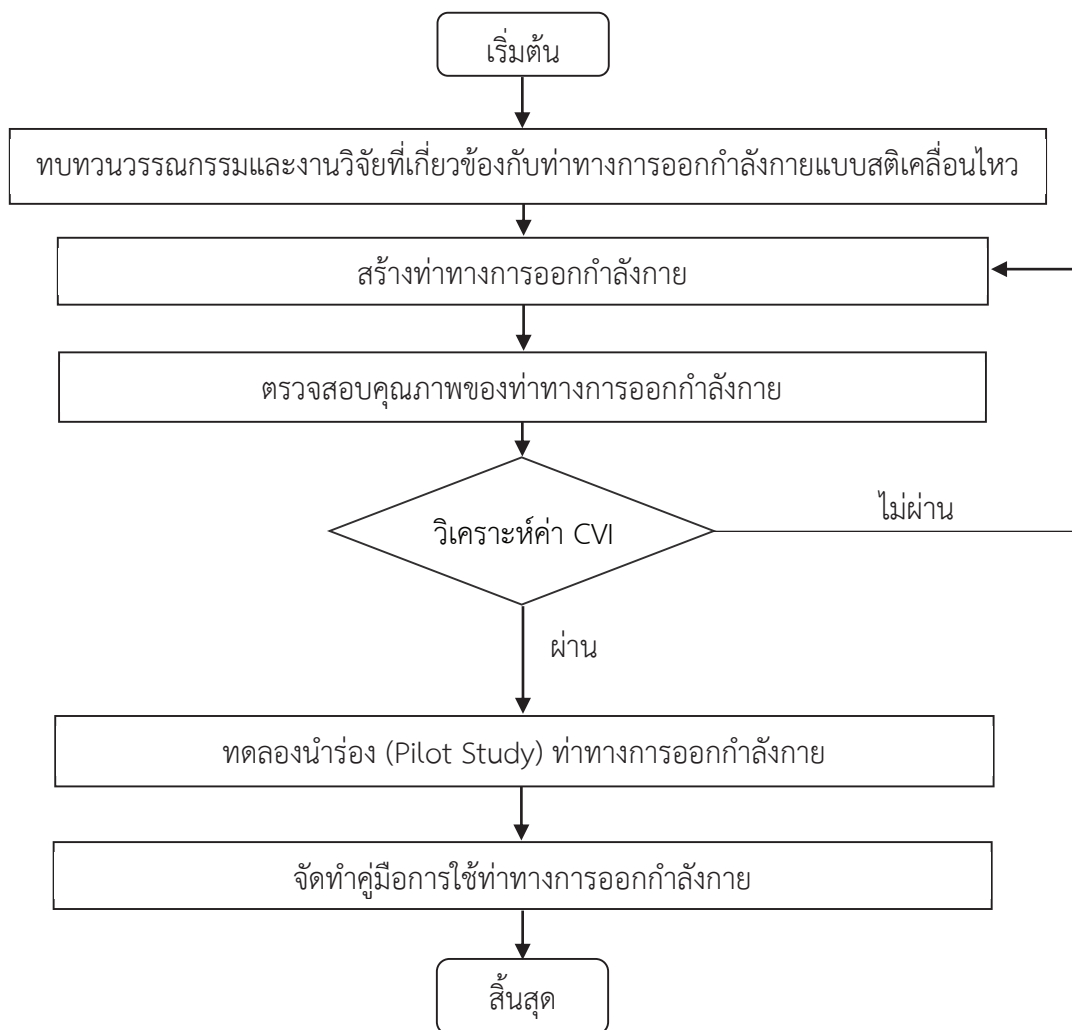 เริ่มต้น
ทบทวนวรรณกรรมและงานวิจัยที่เกี่ยวข้องกับท่าทางการออกกำลังกายแบบสติเคลื่อนไหว
สร้างท่าทางการออกกำลังกาย
ตรวจสอบคุณภาพของท่าทางการออกกำลังกาย
วิเคราะห์ค่า CVI
ไม่ผ่าน
ผ่าน
ทดลองนำร่อง (Pilot Study) ท่าทางการออกกำลังกาย
จัดทำคู่มือการใช้ท่าทางการออกกำลังกาย
สิ้นสุด